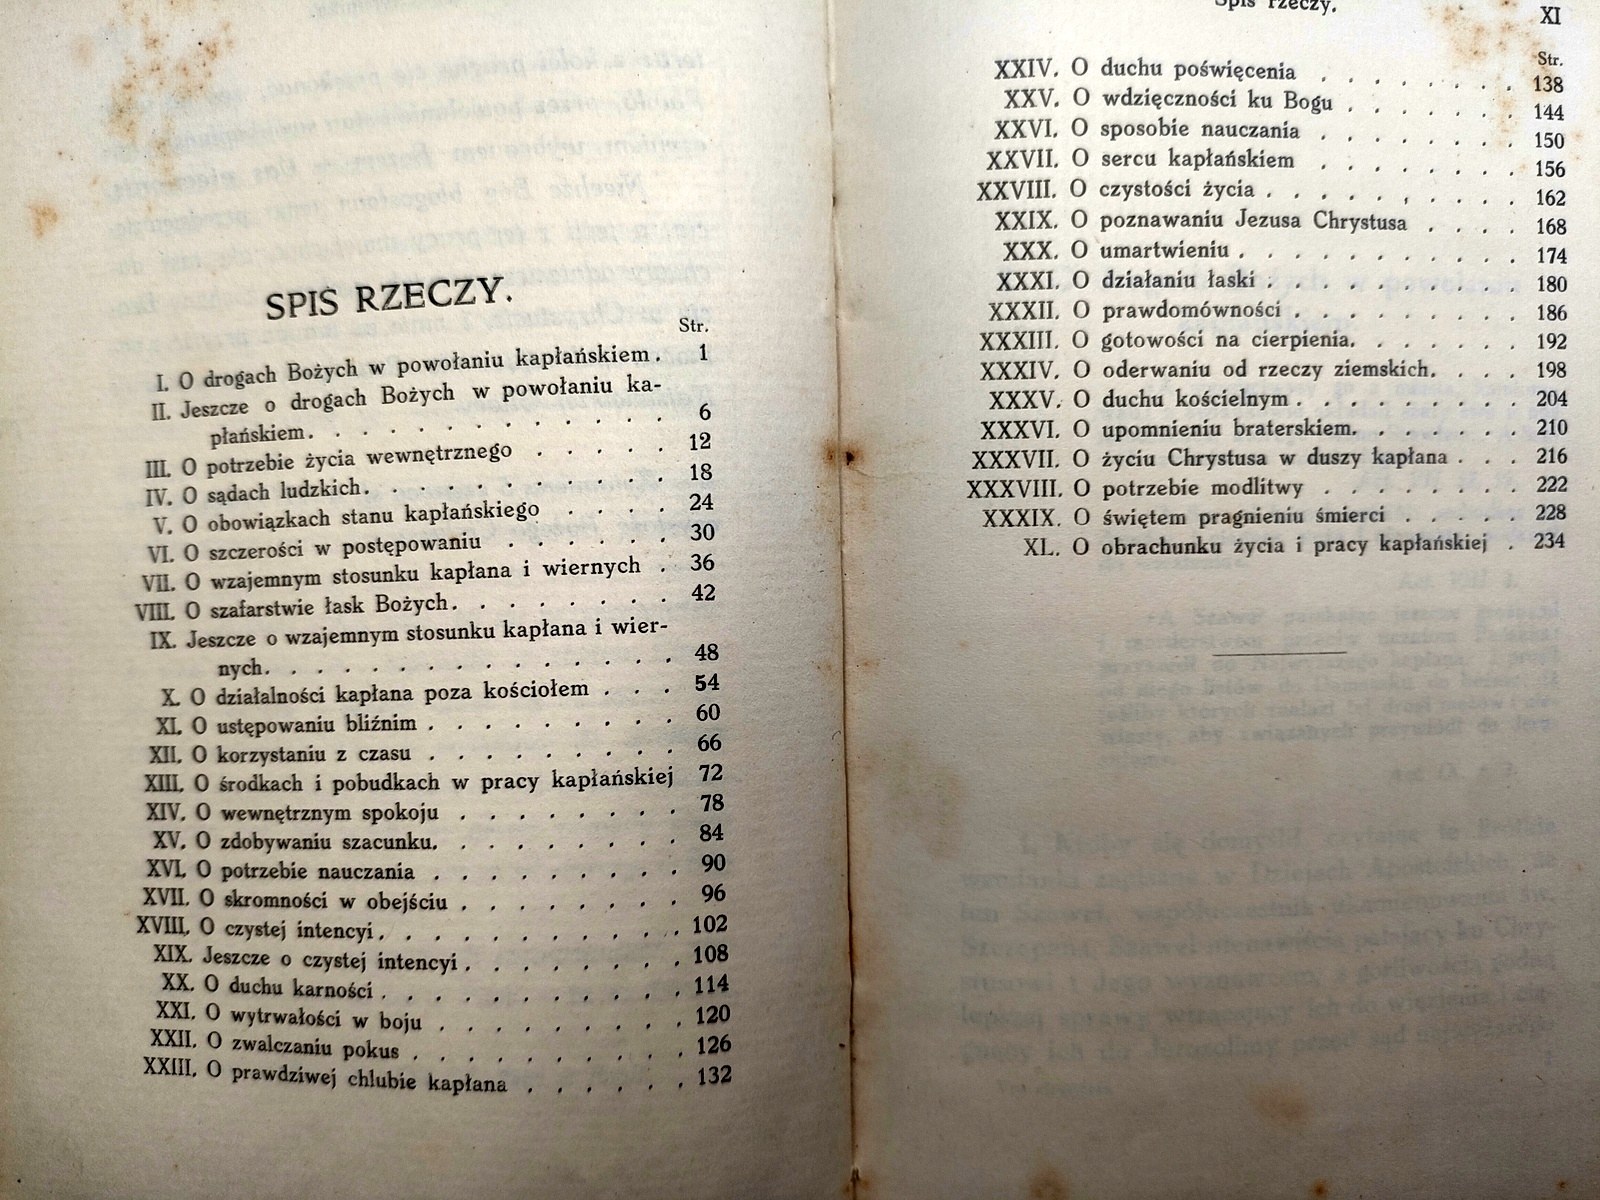 SPIS RZECZY.
Str.
I. O drogach Bożych w powołaniu kapłańskiem . 1
II. Jeszcze o drogach Bożych w powołaniu ka-
płańskiem . . . . . . . . . . . . . 6
III. O potrzebie życia wewnętrznego . . . . . 12
IV. O sądach ludzkich . . . . . . . . . . . 18
V. O obowiązkach stanu kapłańskiego . . . . 24
VI. O szczerości w postępowaniu . . . . . . 30
VII. O wzajemnym stosunku kapłana i wiernych . 36
VIII. O szafarstwie łask Bożych . . . . . . . . 42
IX. Jeszcze o wzajemnym stosunku kapłana i wier-
nych . . . . . . . . . . . . . . . 48
X. O działalności kapłana poza kościołem . . . 54
XI. O ustępowaniu bliźnim . . . . . . . . . 60
XII. O korzystaniu z czasu . . . . . . . . . 66
XIII. O środkach i pobudkach w pracy kapłańskiej 72
XIV. O wewnętrznym spokoju . . . . . . . . 78
XV. O zdobywaniu szacunku . . . . . . . . . 84
XVI. O potrzebie nauczania . . . . . . . . . 90
XVII. O skromności w obejściu . . . . . . . . 96
XVIII. O czystej intencyi . . . . . . . . . . . 102
XIX. Jeszcze o czystej intencyi . . . . . . . . 108
XX. O duchu karności . . . . . . . . . . . 114
XXI. O wytrwałości w boju . . . . . . . . . 120
XXII. O zwalczaniu pokus . . . . . . . . . . 126
XXIII. O prawdziwej chlubie kapłana . . . . . . 132
Spis rzeczy. XI
Str.
XXIV. O duchu poświęcenia . . . . . . . 138
XXV. O wdzięczności ku Bogu . . . . . . 144
XXVI. O sposobie nauczania . . . . . . . 150
XXVII. O sercu kapłańskiem . . . . . . . 156
XXVIII. O czystości życia . . . . . . . . . 162
XXIX. O poznawaniu Jezusa Chrystusa . . . . 168
XXX. O umartwieniu . . . . . . . . . . 174
XXXI. O działaniu łaski . . . . . . . . . 180
XXXII. O prawdomówności . . . . . . . . 186
XXXIII. O gotowości na cierpienia . . . . . . 192
XXXIV. O oderwaniu od rzeczy ziemskich . . . . 198
XXXV. O duchu kościelnym . . . . . . . . 204
XXXVI. O upomnieniu braterskiem . . . . . . 210
XXXVII. O życiu Chrystusa w duszy kapłana . . . 216
XXXVIII. O potrzebie modlitwy . . . . . . . 222
XXXIX. O świętem pragnieniu śmierci . . . . . 228
XL. O obrachunku życia i pracy kapłańskiej . 234